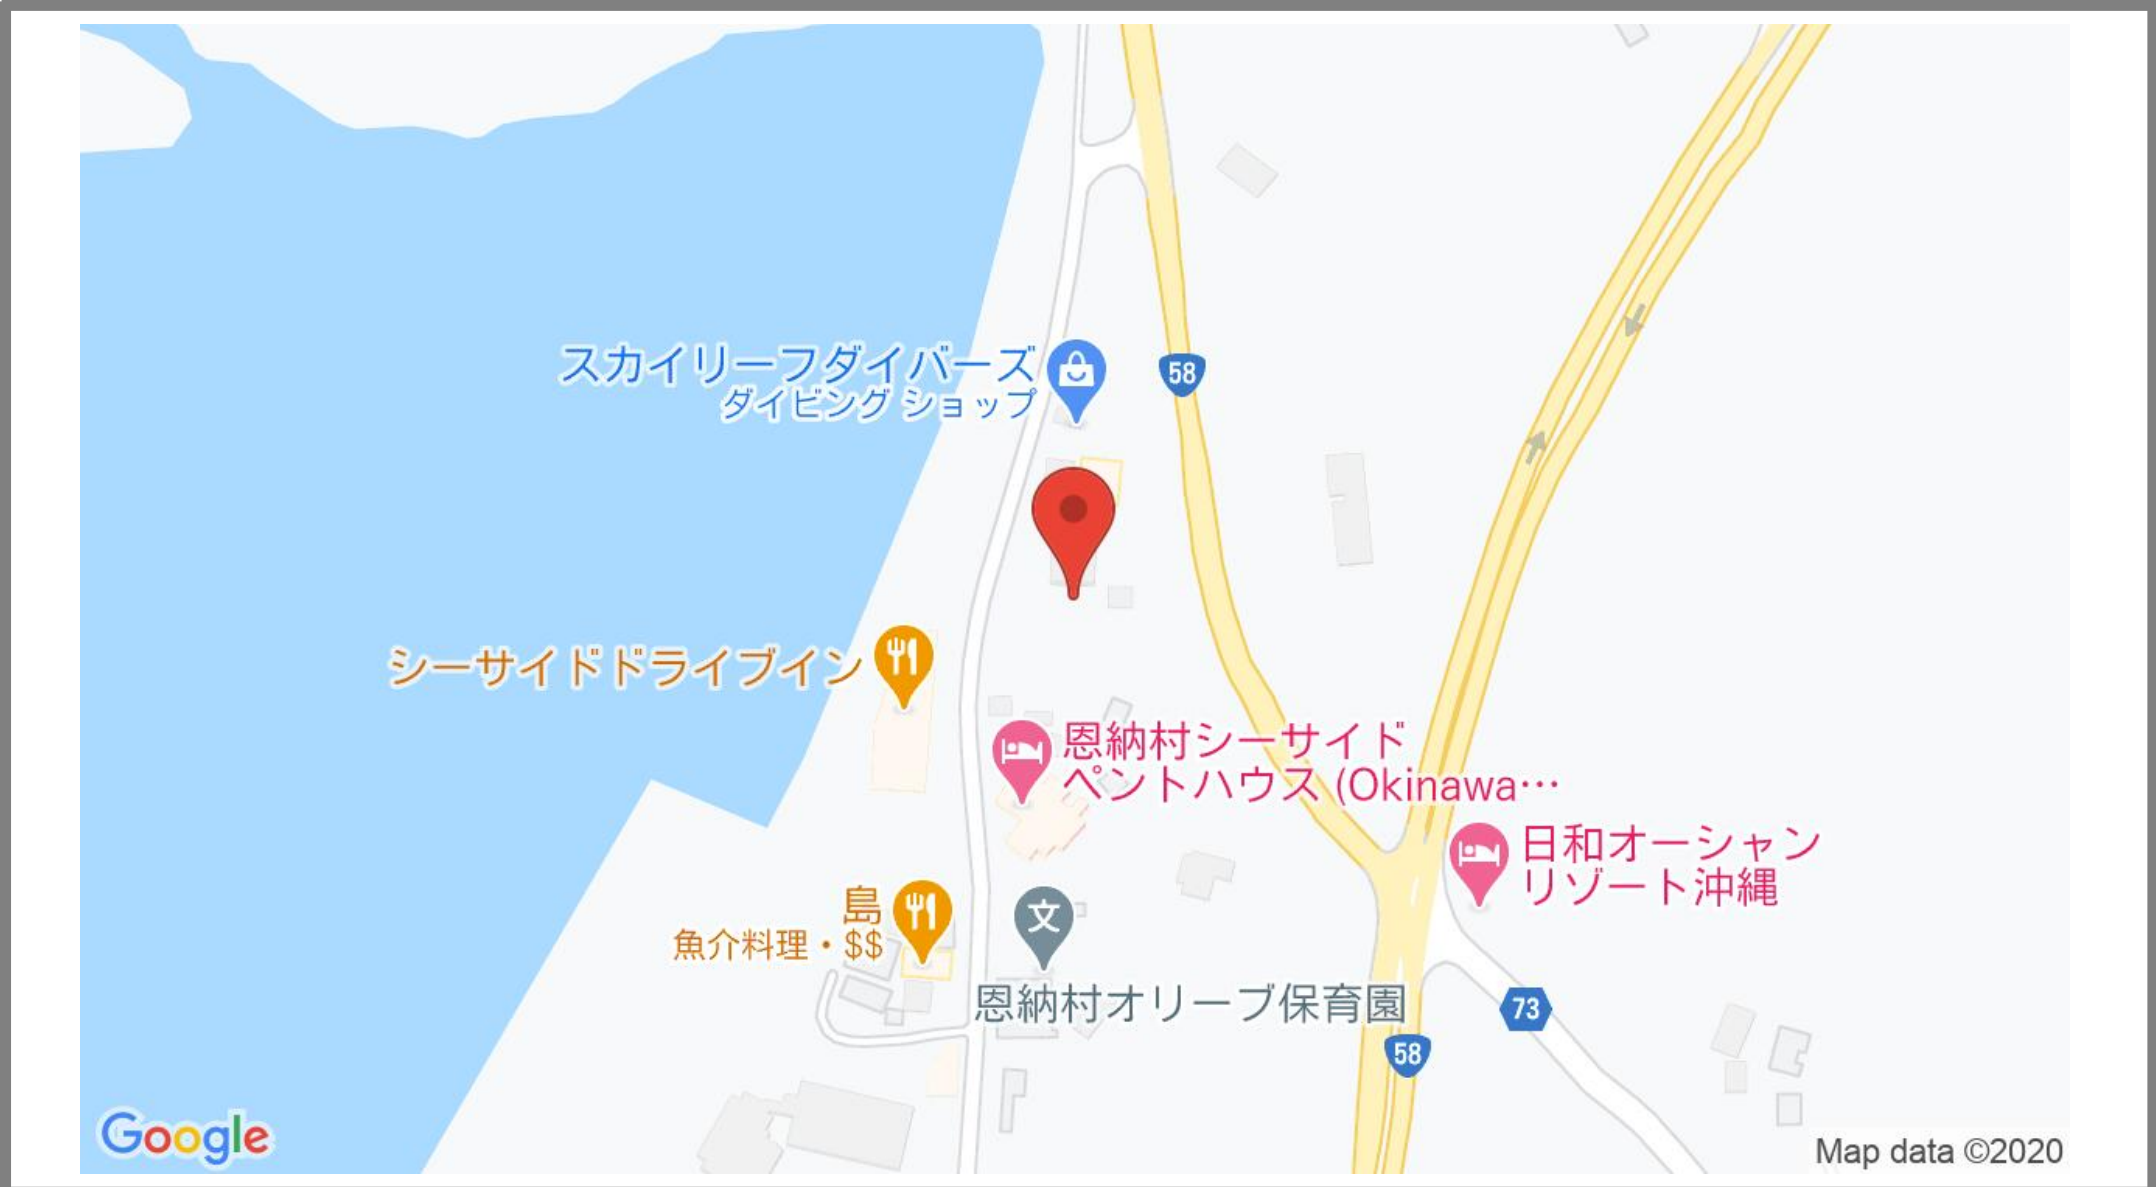 スカイリーフダイバーズ
ダイビング ショップ
58
シーサイドドライブイン
恩納村シーサイド
ペントハウス (Okinawa…
日和オーシャン
リゾート沖縄
島
魚介料理・$$
文
恩納村オリーブ保育園
73
58
Google
Map data ©2020